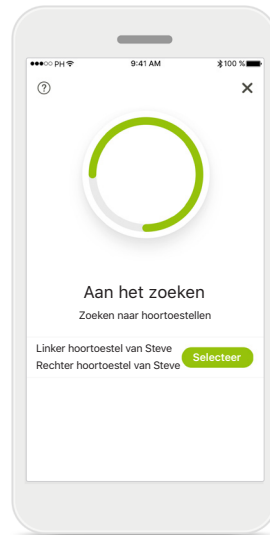 ●●●○○ PH 9:41 AM 100 %
?
Aan het zoeken
Zoeken naar hoortoestellen
Linker hoortoestel van Steve
Rechter hoortoestel van Steve
Selecteer